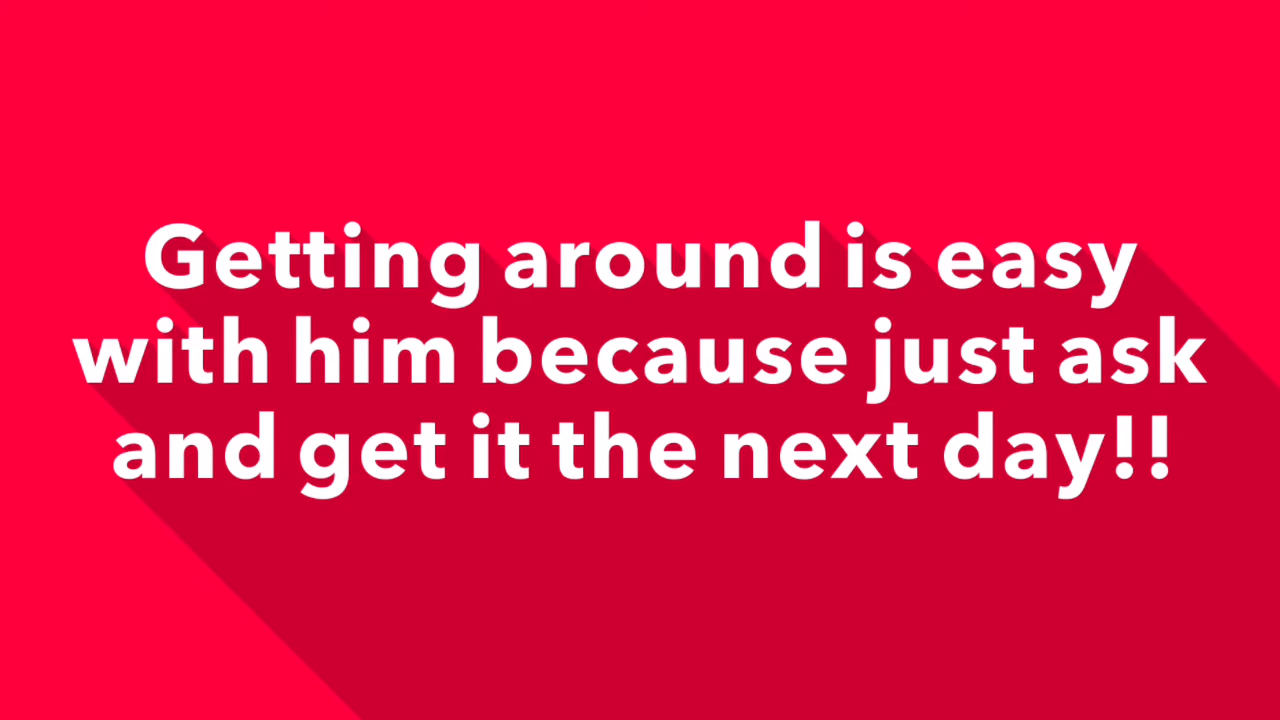 Getting around is easy
with him because just ask
and get it the next day!!